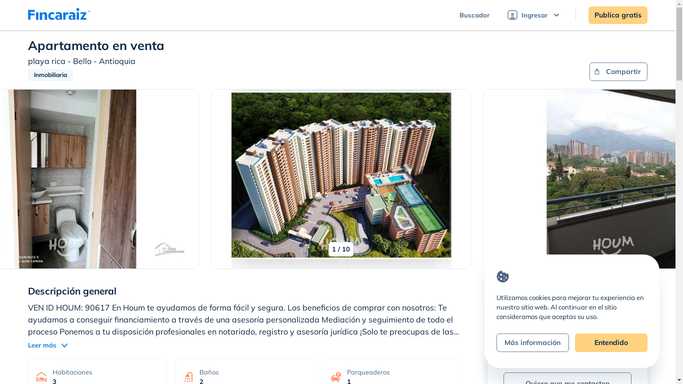 Fincaraiz
Buscador
Ingresar
Publica gratis
Apartamento en venta
playa rica - Bello - Antioquia
Inmobiliaria
Compartir
HOUM
1 / 10
HOUM
Descripción general
VEN ID HOUM: 90617 En Houm te ayudamos de forma fácil y segura. Los beneficios de comprar con nosotros: Te
ayudamos a conseguir financiamiento a través de una asesoría personalizada Mediación y seguimiento de todo el
proceso Ponemos a tu disposición profesionales en notariado, registro y asesoría jurídica ¡Solo te preocupas de las...
Leer más
Habitaciones
3
Baños
2
Parqueaderos
1
Utilizamos cookies para mejorar tu experiencia en
nuestro sitio web. Al continuar en el sitio
consideramos que aceptas su uso.
Más información
Entendido
Quiero que me contacten